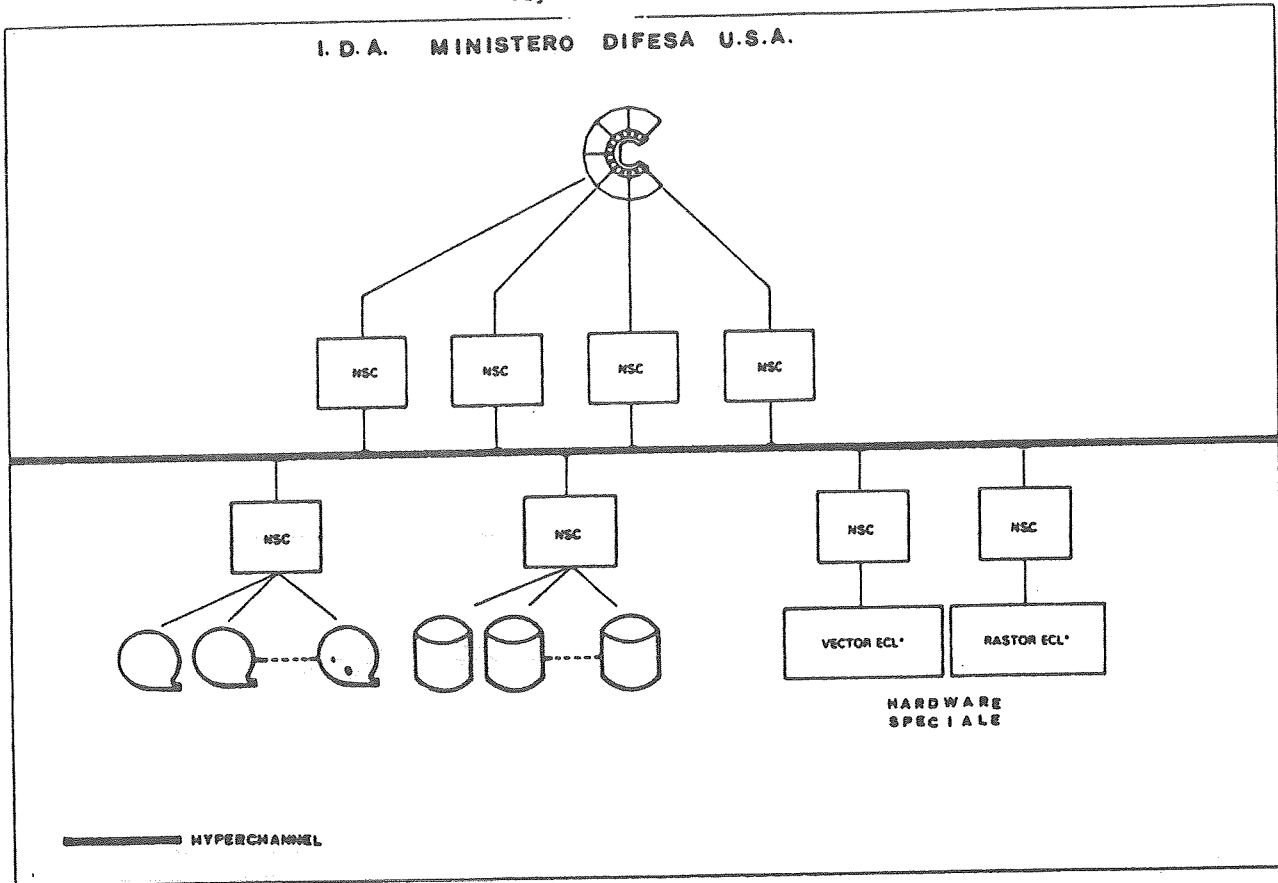 I. D. A. MINISTERO DIFESA U.S.A.
NSC NSC NSC NSC
NSC NSC NSC NSC
VECTOR ECL* RASTOR ECL*
HARDWARE
SPECIALE
HYPERCHANNEL